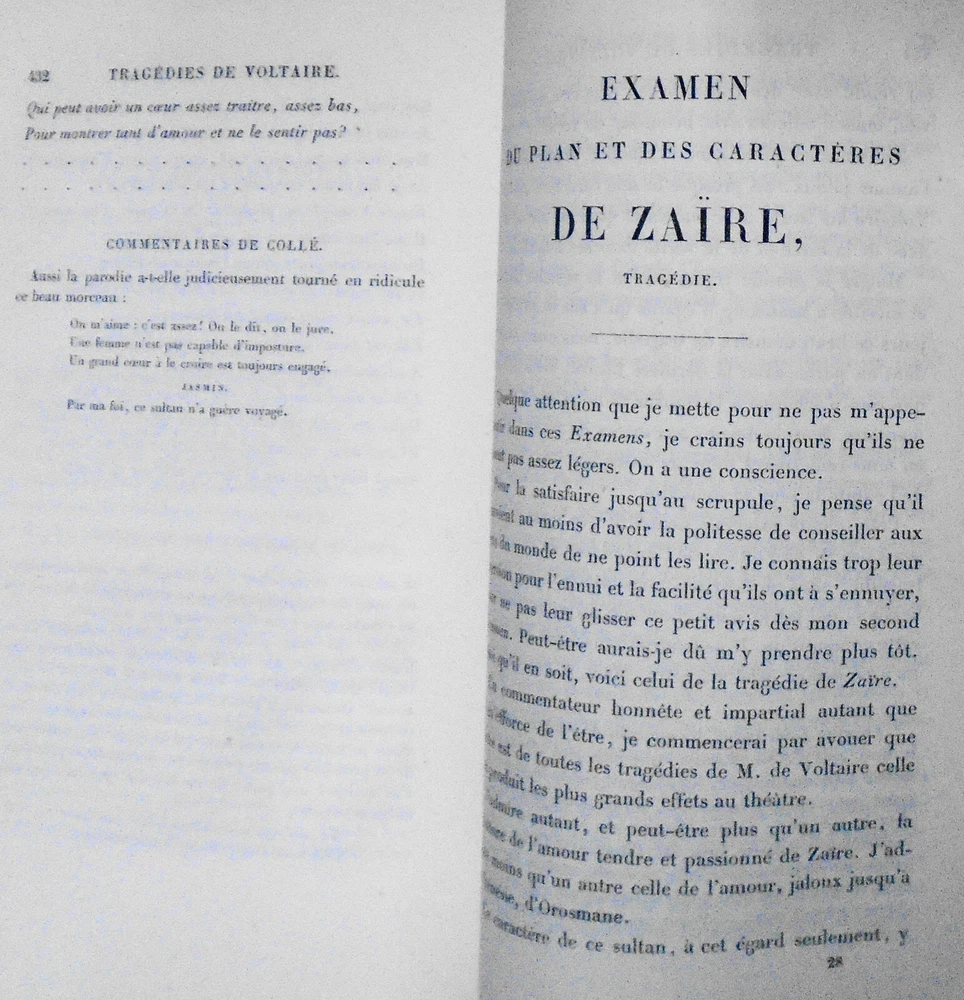 432 TRAGÉDIES DE VOLTAIRE.
Qui peut avoir un cœur assez traître, assez bas,
Pour montrer tant d'amour et ne le sentir pas?
COMMENTAIRES DE COLLÉ.
Aussi la parodie a-t-elle judicieusement tourné en ridicule
ce beau morceau :
On m'aime : c'est assez! On le dit, on le jure.
Une femme n'est pas capable d'imposture.
Un grand cœur à le croire est toujours engagé.
JASMIN.
Par ma foi, ce sultan n'a guère voyagé.
EXAMEN
DU PLAN ET DES CARACTÈRES
DE ZAÏRE,
TRAGÉDIE.
Quelque attention que je mette pour ne pas m'appe-
dans ces Examens, je crains toujours qu'ils ne
pas assez légers. On a une conscience.
Pour la satisfaire jusqu'au scrupule, je pense qu'il
au moins d'avoir la politesse de conseiller aux
du monde de ne point les lire. Je connais trop leur
pour l'ennui et la facilité qu'ils ont à s'ennuyer,
ne pas leur glisser ce petit avis dès mon second
Peut-être aurais-je dû m'y prendre plus tôt.
qu'il en soit, voici celui de la tragédie de Zaïre.
commentateur honnête et impartial autant que
de l'être, je commencerai par avouer que
est de toutes les tragédies de M. de Voltaire celle
les plus grands effets au théâtre.
autant, et peut-être plus qu'un autre, la
de l'amour tendre et passionné de Zaïre. J'ad-
moins qu'un autre celle de l'amour, jaloux jusqu'à
d'Orosmane.
caractère de ce sultan, à cet égard seulement, y
28